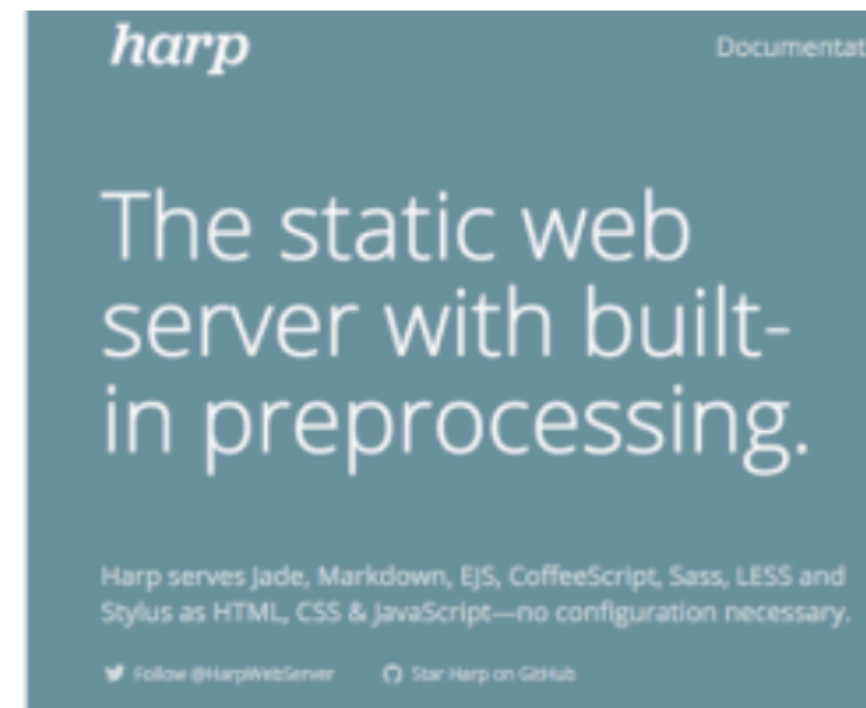 harp
Documentat
The static web
server with built-
in preprocessing.
Harp serves Jade, Markdown, EJS, CoffeeScript, Sass, LESS and
Stylus as HTML, CSS & JavaScript—no configuration necessary.
Follow @HarpWebServer
Star Harp on GitHub